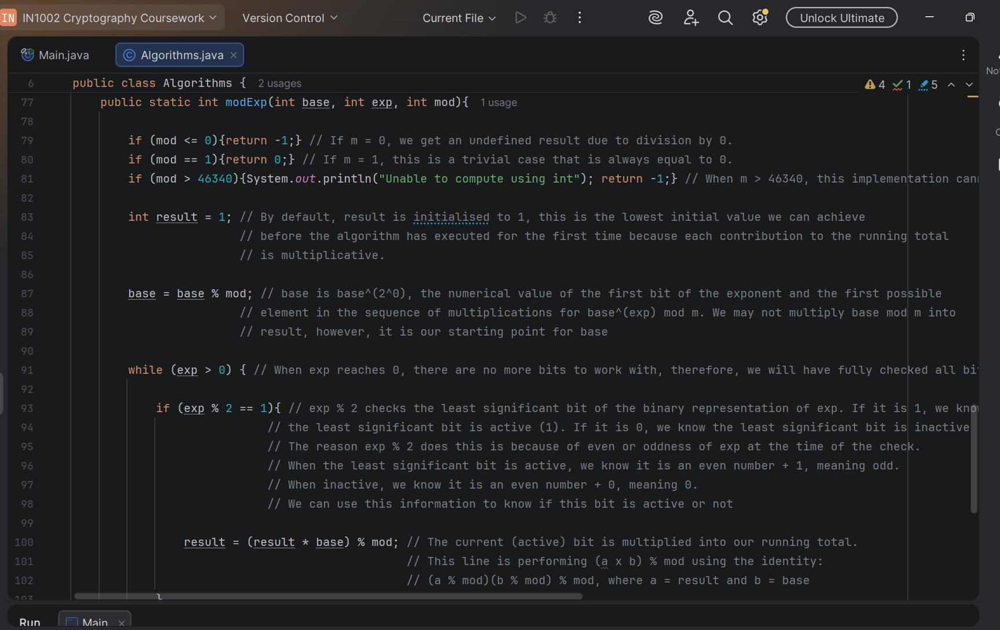 IN IN1002 Cryptography Coursework Version Control Current File Unlock Ultimate
Main.java Algorithms.java
6 public class Algorithms { 2 usages 4 1 5
77 public static int modExp(int base, int exp, int mod){ 1 usage
78
79 if (mod <= 0){return -1;} // If m = 0, we get an undefined result due to division by 0.
80 if (mod == 1){return 0;} // If m = 1, this is a trivial case that is always equal to 0.
81 if (mod > 46340){System.out.println("Unable to compute using int"); return -1;} // When m > 46340, this implementation
82
83 int result = 1; // By default, result is initialised to 1, this is the lowest initial value we can achieve
84 // before the algorithm has executed for the first time because each contribution to the running total
85 // is multiplicative.
86
87 base = base % mod; // base is base^(2^0), the numerical value of the first bit of the exponent and the first possible
88 // element in the sequence of multiplications for base^(exp) mod m. We may not multiply base mod m into
89 // result, however, it is our starting point for base
90
91 while (exp > 0) { // When exp reaches 0, there are no more bits to work with, therefore, we will have fully checked all
92
93 if (exp % 2 == 1){ // exp % 2 checks the least significant bit of the binary representation of exp. If it is 1, we
94 // the least significant bit is active (1). If it is 0, we know the least significant bit is inactive
95 // The reason exp % 2 does this is because of even or oddness of exp at the time of the check.
96 // When the least significant bit is active, we know it is an even number + 1, meaning odd.
97 // When inactive, we know it is an even number + 0, meaning 0.
98 // We can use this information to know if this bit is active or not
99
100 result = (result * base) % mod; // The current (active) bit is multiplied into our running total.
101 // This line is performing (a x b) % mod using the identity:
102 // (a % mod)(b % mod) % mod, where a = result and b = base
103 }
Run Main